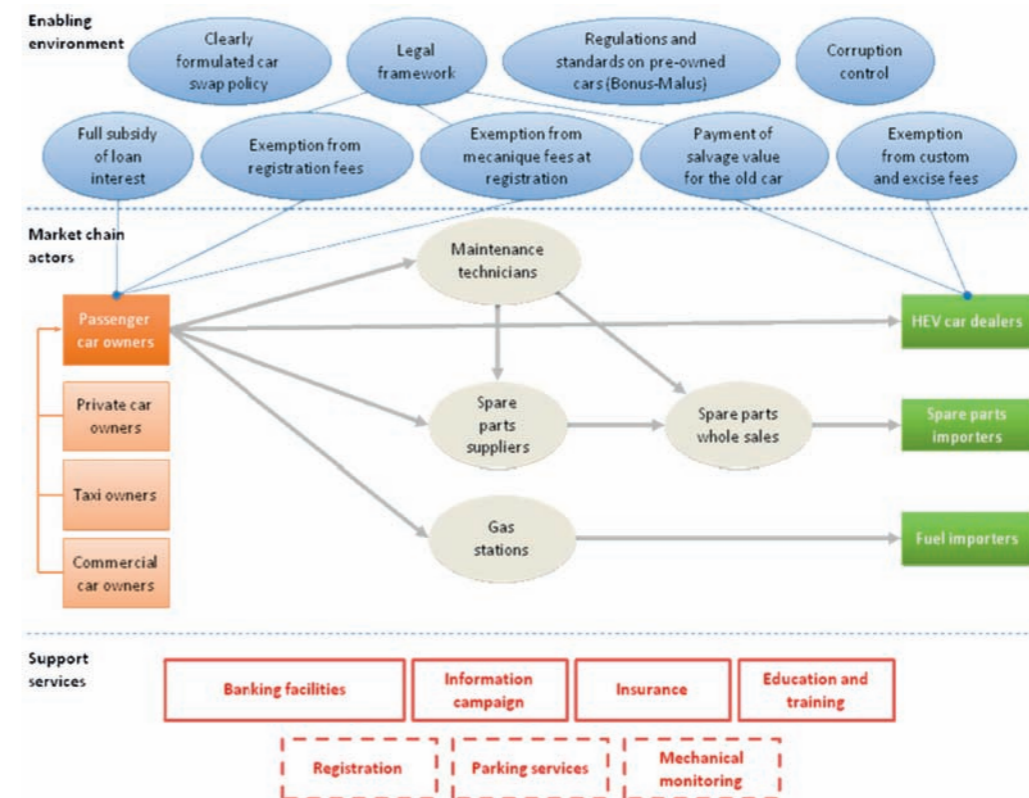 Enabling
environment
Clearly
formulated car
swap policy
Legal
framework
Regulations and
standards on pre-owned
cars (Bonus-Malus)
Corruption
control
Full subsidy
of loan
interest
Exemption from
registration fees
Exemption from
mecanique fees at
registration
Payment of
salvage value
for the old car
Exemption
from custom
and excise fees
Market chain
actors
Maintenance
technicians
Passenger
car owners
HEV car dealers
Private car
owners
Spare
parts
suppliers
Spare parts
whole sales
Spare parts
importers
Taxi owners
Gas
stations
Fuel importers
Commercial
car owners
Support
services
Banking facilities
Information
campaign
Insurance
Education and
training
Registration
Parking services
Mechanical
monitoring